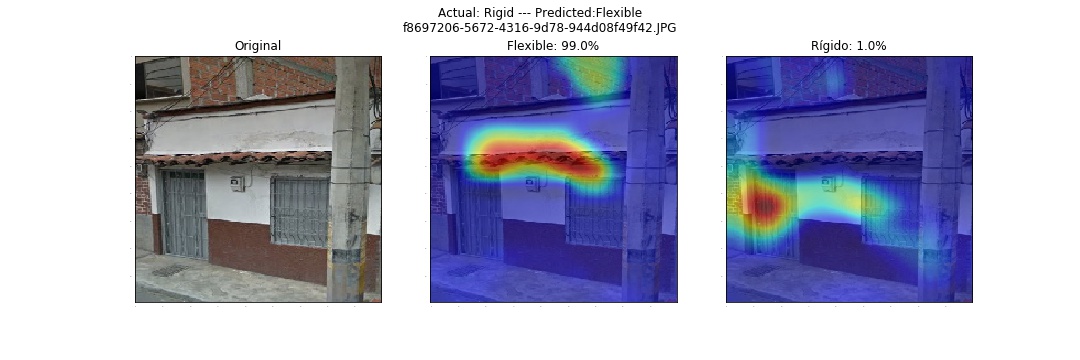 Actual: Rigid --- Predicted:Flexible
f8697206-5672-4316-9d78-944d08f49f42.JPG
Original
Flexible: 99.0%
Rígido: 1.0%